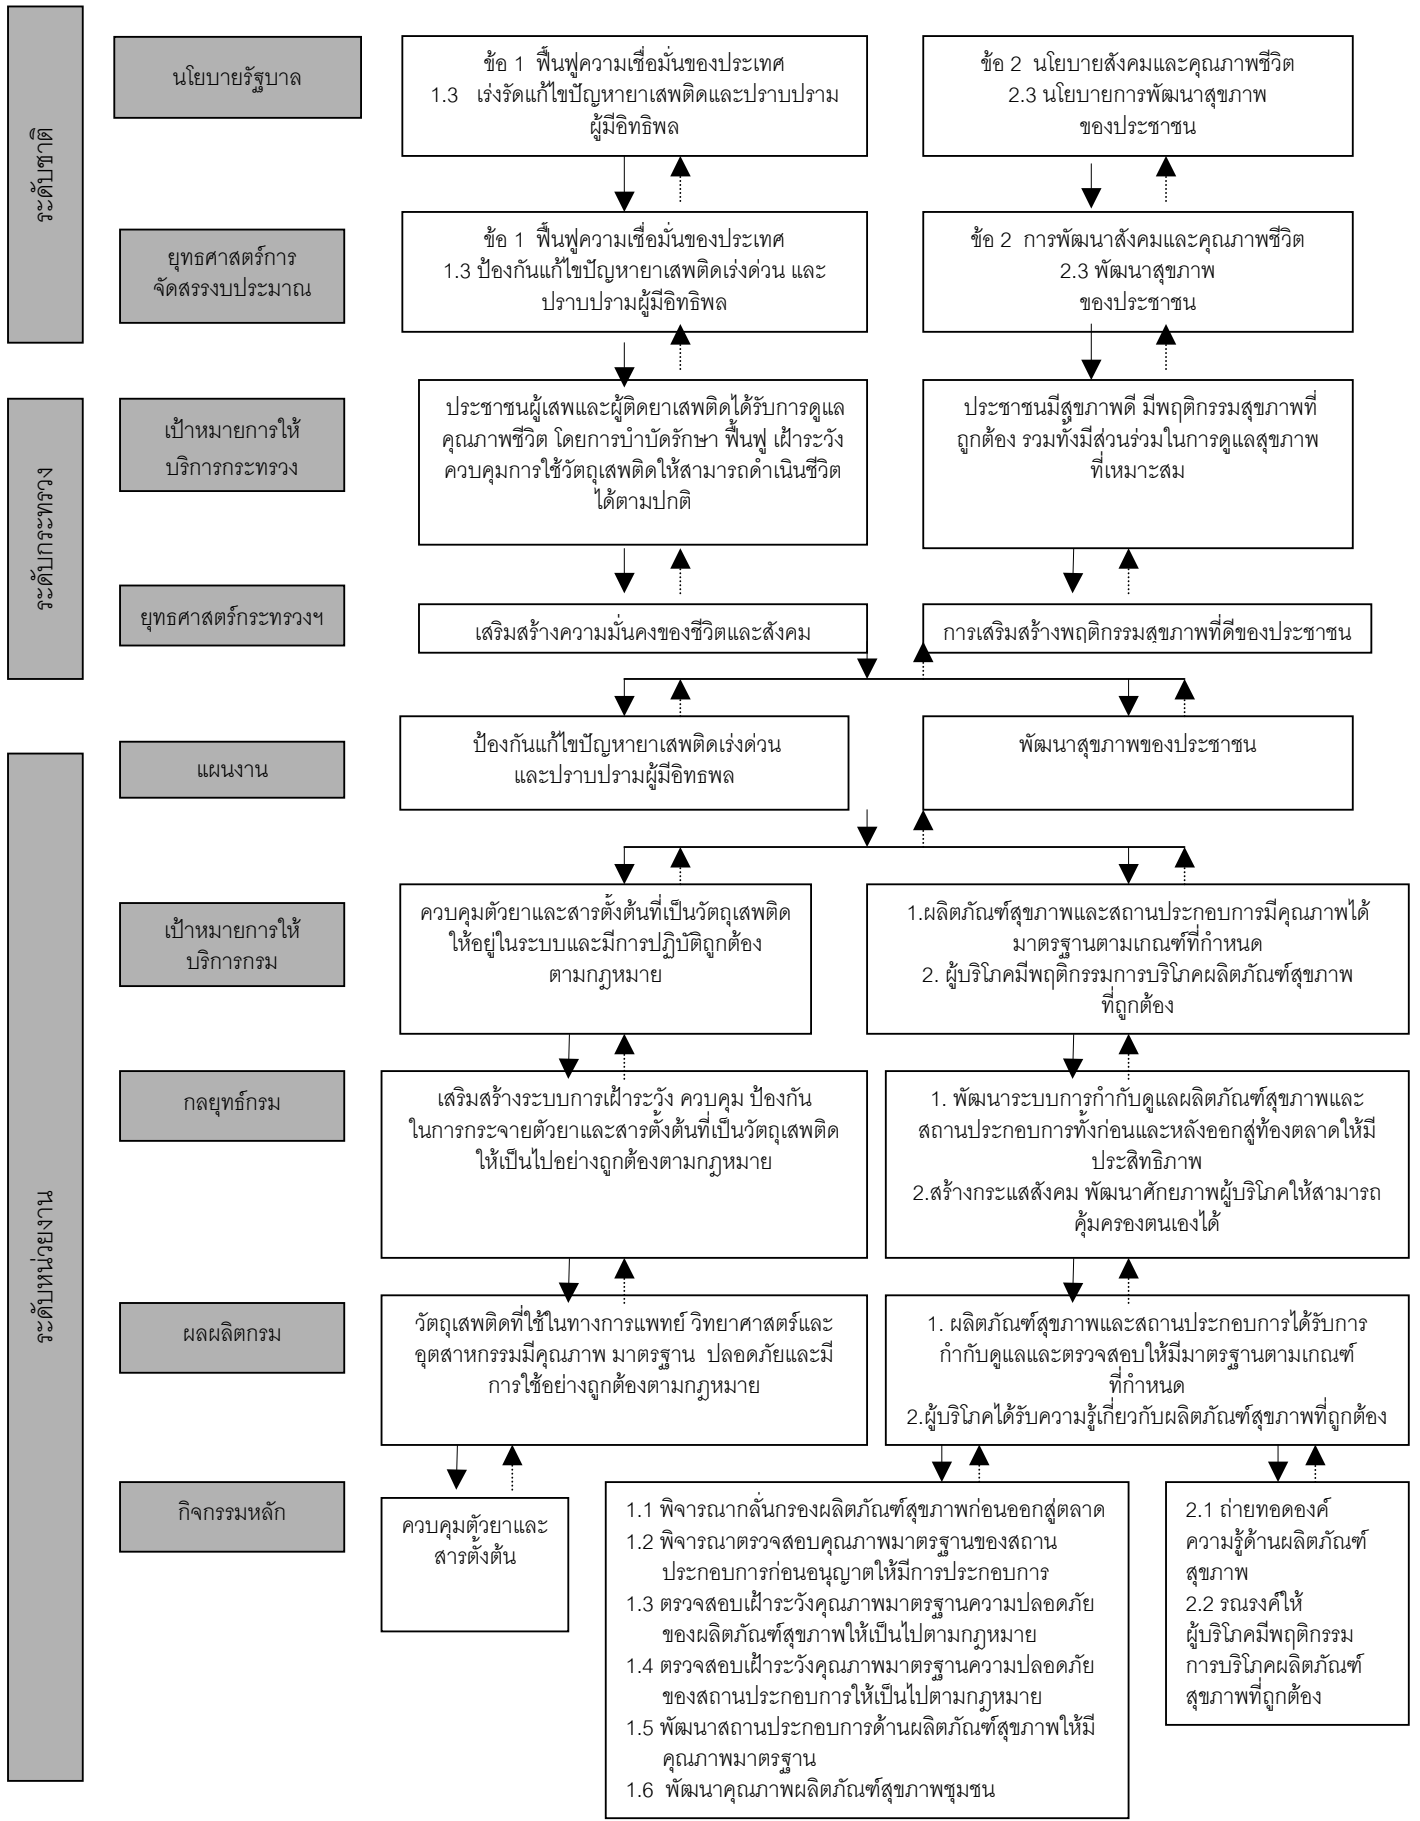 ระดับชาติ
นโยบายรัฐบาล
ข้อ 1 ฟื้นฟูความเชื่อมั่นของประเทศ
1.3 เร่งรัดแก้ไขปัญหายาเสพติดและปราบปราม
ผู้มีอิทธิพล
ข้อ 2 นโยบายสังคมและคุณภาพชีวิต
2.3 นโยบายการพัฒนาสุขภาพ
ของประชาชน
ยุทธศาสตร์การ
จัดสรรงบประมาณ
ข้อ 1 ฟื้นฟูความเชื่อมั่นของประเทศ
1.3 ป้องกันแก้ไขปัญหายาเสพติดเร่งด่วน และ
ปราบปรามผู้มีอิทธิพล
ข้อ 2 การพัฒนาสังคมและคุณภาพชีวิต
2.3 พัฒนาสุขภาพ
ของประชาชน
ระดับกระทรวง
เป้าหมายการให้
บริการกระทรวง
ประชาชนผู้เสพและผู้ติดยาเสพติดได้รับการดูแล
คุณภาพชีวิต โดยการบำบัดรักษา ฟื้นฟู เฝ้าระวัง
ควบคุมการใช้วัตถุเสพติดให้สามารถดำเนินชีวิต
ได้ตามปกติ
ประชาชนมีสุขภาพดี มีพฤติกรรมสุขภาพที่
ถูกต้อง รวมทั้งมีส่วนร่วมในการดูแลสุขภาพ
ที่เหมาะสม
ยุทธศาสตร์กระทรวงฯ
เสริมสร้างความมั่นคงของชีวิตและสังคม
การเสริมสร้างพฤติกรรมสุขภาพที่ดีของประชาชน
ระดับหน่วยงาน
แผนงาน
ป้องกันแก้ไขปัญหายาเสพติดเร่งด่วน
และปราบปรามผู้มีอิทธพล
พัฒนาสุขภาพของประชาชน
เป้าหมายการให้
บริการกรม
ควบคุมตัวยาและสารตั้งต้นที่เป็นวัตถุเสพติด
ให้อยู่ในระบบและมีการปฏิบัติถูกต้อง
ตามกฎหมาย
1.ผลิตภัณฑ์สุขภาพและสถานประกอบการมีคุณภาพได้
มาตรฐานตามเกณฑ์ที่กำหนด
2. ผู้บริโภคมีพฤติกรรมการบริโภคผลิตภัณฑ์สุขภาพ
ที่ถูกต้อง
กลยุทธ์กรม
เสริมสร้างระบบการเฝ้าระวัง ควบคุม ป้องกัน
ในการกระจายตัวยาและสารตั้งต้นที่เป็นวัตถุเสพติด
ให้เป็นไปอย่างถูกต้องตามกฎหมาย
1. พัฒนาระบบการกำกับดูแลผลิตภัณฑ์สุขภาพและ
สถานประกอบการทั้งก่อนและหลังออกสู่ท้องตลาดให้มี
ประสิทธิภาพ
2.สร้างกระแสสังคม พัฒนาศักยภาพผู้บริโภคให้สามารถ
คุ้มครองตนเองได้
ผลผลิตกรม
วัตถุเสพติดที่ใช้ในทางการแพทย์ วิทยาศาสตร์และ
อุตสาหกรรมมีคุณภาพ มาตรฐาน ปลอดภัยและมี
การใช้อย่างถูกต้องตามกฎหมาย
1. ผลิตภัณฑ์สุขภาพและสถานประกอบการได้รับการ
กำกับดูแลและตรวจสอบให้มีมาตรฐานตามเกณฑ์
ที่กำหนด
2.ผู้บริโภคได้รับความรู้เกี่ยวกับผลิตภัณฑ์สุขภาพที่ถูกต้อง
กิจกรรมหลัก
ควบคุมตัวยาและ
สารตั้งต้น
1.1 พิจารณากลั่นกรองผลิตภัณฑ์สุขภาพก่อนออกสู่ตลาด
1.2 พิจารณาตรวจสอบคุณภาพมาตรฐานของสถาน
ประกอบการก่อนอนุญาตให้มีการประกอบการ
1.3 ตรวจสอบเฝ้าระวังคุณภาพมาตรฐานความปลอดภัย
ของผลิตภัณฑ์สุขภาพให้เป็นไปตามกฎหมาย
1.4 ตรวจสอบเฝ้าระวังคุณภาพมาตรฐานความปลอดภัย
ของสถานประกอบการให้เป็นไปตามกฎหมาย
1.5 พัฒนาสถานประกอบการด้านผลิตภัณฑ์สุขภาพให้มี
คุณภาพมาตรฐาน
1.6 พัฒนาคุณภาพผลิตภัณฑ์สุขภาพชุมชน
2.1 ถ่ายทอดองค์
ความรู้ด้านผลิตภัณฑ์
สุขภาพ
2.2 รณรงค์ให้
ผู้บริโภคมีพฤติกรรม
การบริโภคผลิตภัณฑ์
สุขภาพที่ถูกต้อง